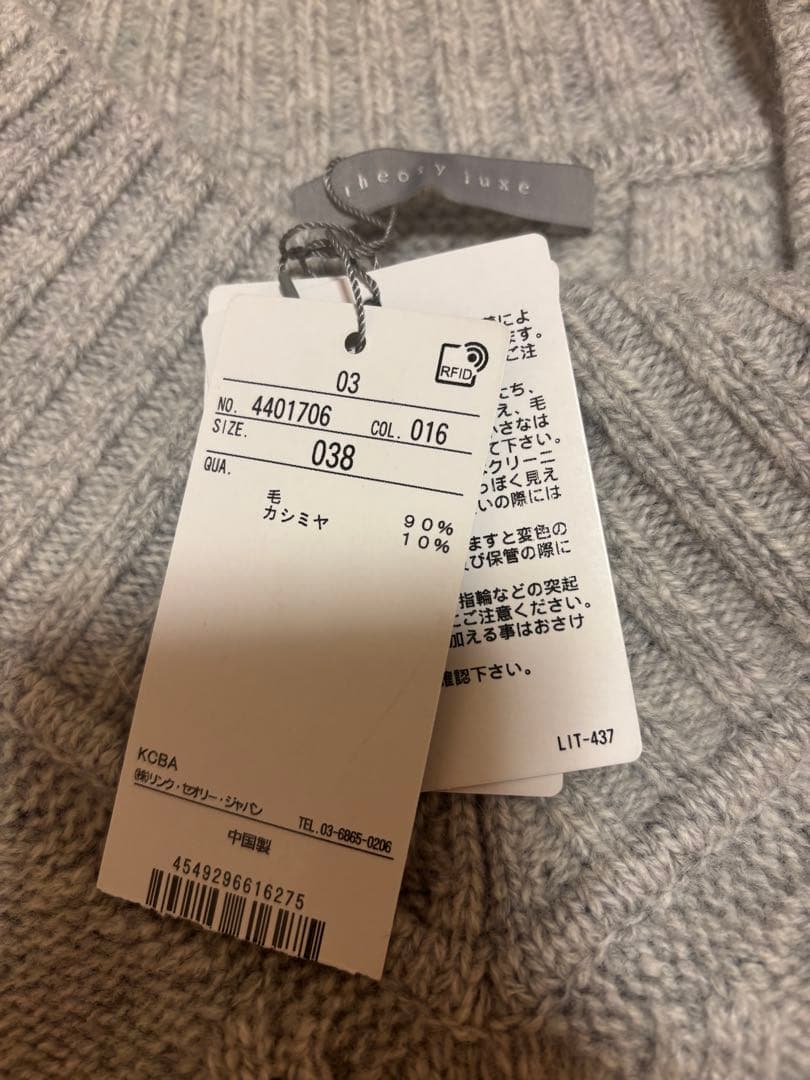 theory luxe
RFID
03
NO. 4401706 COL. 016
SIZE. 038
QUA.
毛 90%
カシミヤ 10%
KCBA
(株)リンク・セオリー・ジャパン
TEL.03-6865-0206
中国製
4549296616275
によ
ます。
ご注
たち、
え、毛
さなは
て下さい。
クリーニ
っぽく見え
いの際には
ますと変色の
び保管の際に
指輪などの突起
ご注意ください。
加える事はおさけ
確認下さい。
LIT-437